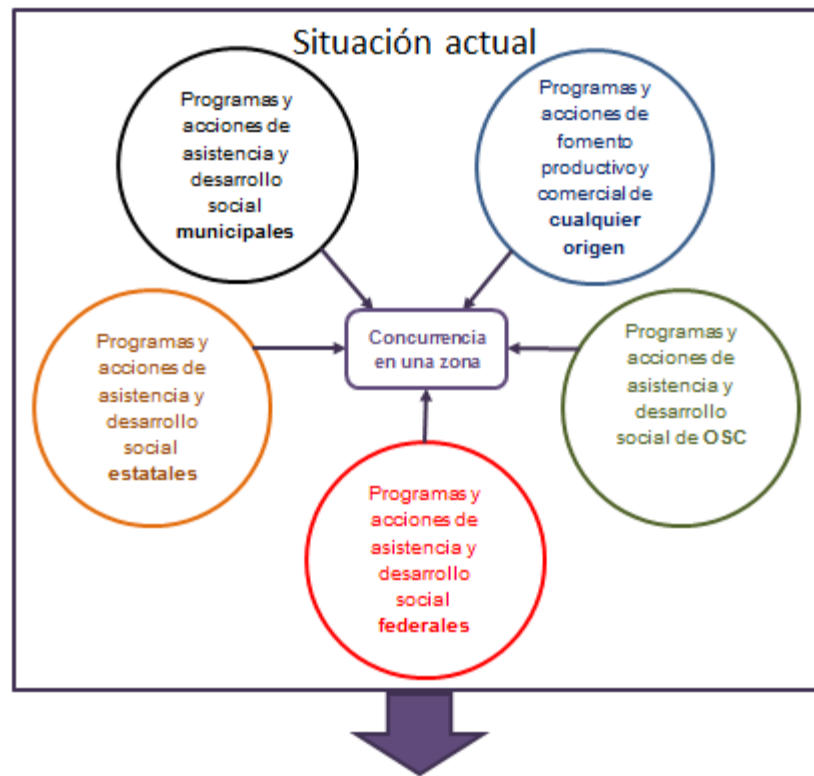 Situación actual
Programas y
acciones de
asistencia y
desarrollo
social
municipales
Programas y
acciones de
fomento
productivo y
comercial de
cualquier
origen
Programas y
acciones de
asistencia y
desarrollo
social
estatales
Concurrencia
en una zona
Programas y
acciones de
asistencia y
desarrollo
social de OSC
Programas y
acciones de
asistencia y
desarrollo
social
federales